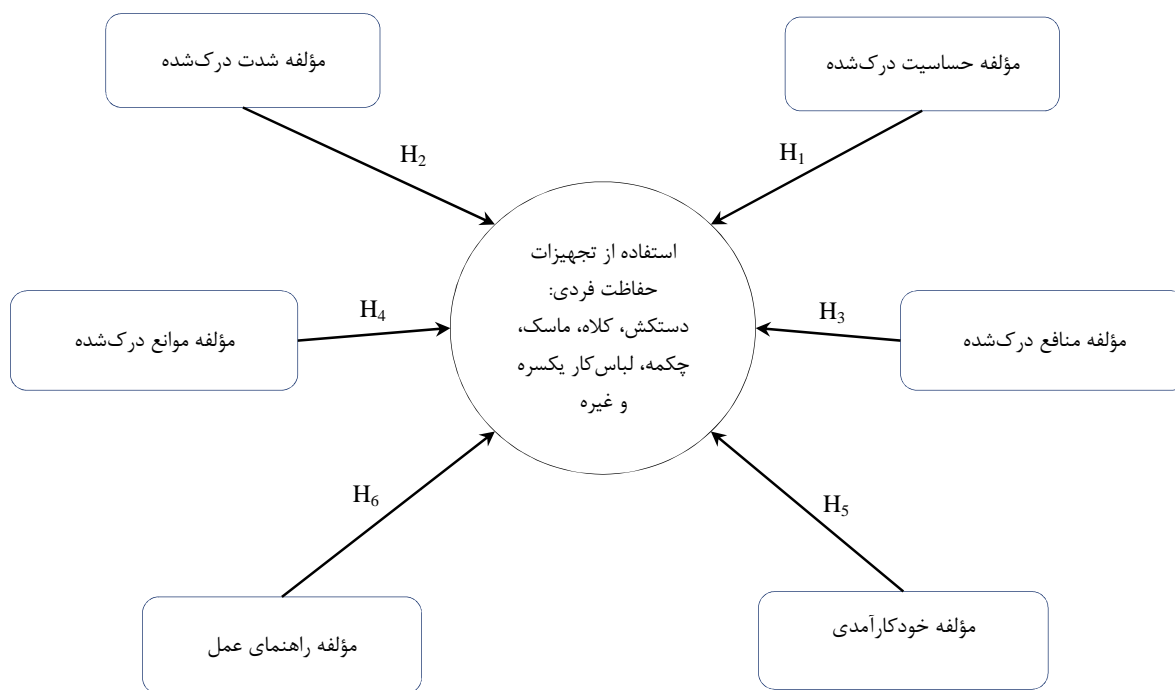 مؤلفه حساسیت درک‌شده
مؤلفه شدت درک‌شده
H₁
H₂
استفاده از تجهیزات
حفاظت فردی:
دستکش، کلاه، ماسک،
چکمه، لباس‌کار یکسره
و غیره
H₃
H₄
مؤلفه منافع درک‌شده
مؤلفه موانع درک‌شده
H₅
H₆
مؤلفه خودکارآمدی
مؤلفه راهنمای عمل